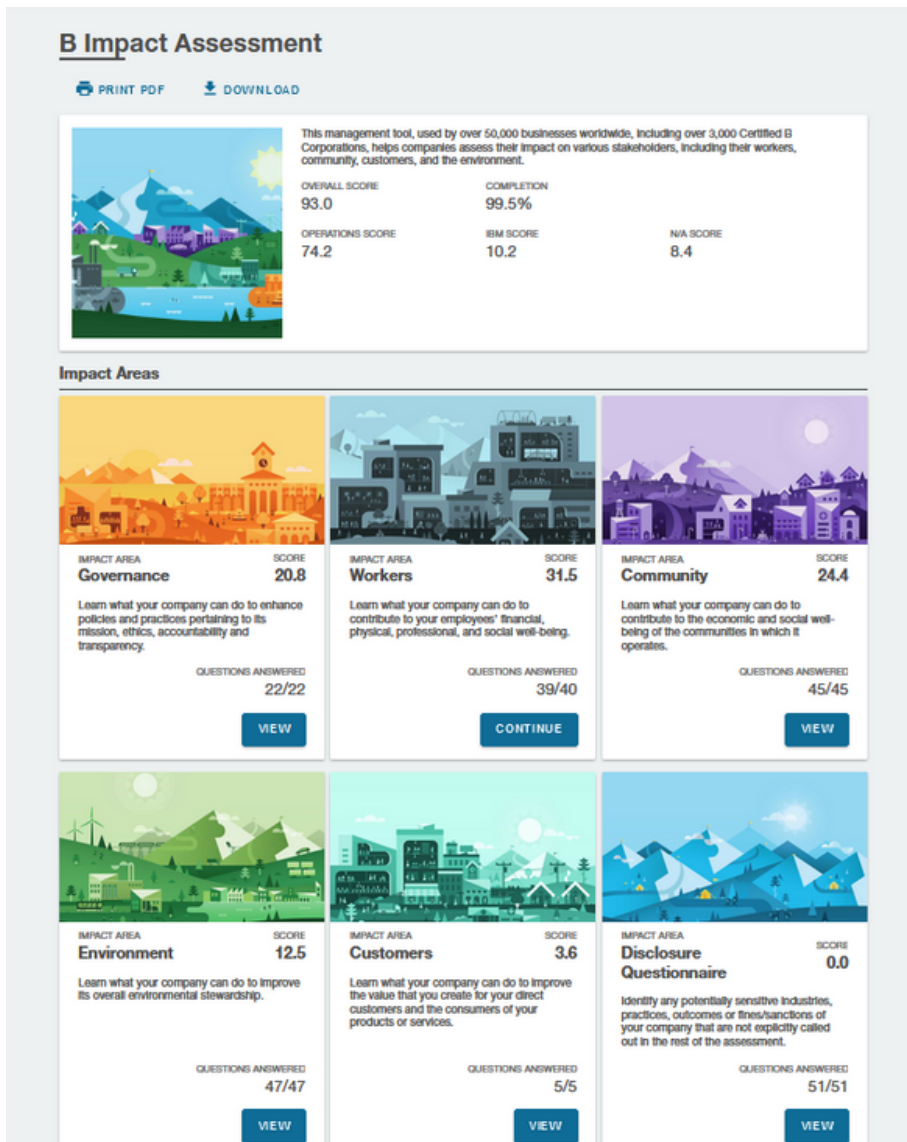 B Impact Assessment
PRINT PDF DOWNLOAD
This management tool, used by over 50,000 businesses worldwide, including over 3,000 Certified B
Corporations, helps companies assess their impact on various stakeholders, including their workers,
community, customers, and the environment.
OVERALL SCORE COMPLETION
93.0 99.5%
OPERATIONS SCORE IBM SCORE N/A SCORE
74.2 10.2 8.4
Impact Areas
IMPACT AREA SCORE
Governance 20.8
Learn what your company can do to enhance
policies and practices pertaining to its
mission, ethics, accountability and
transparency.
QUESTIONS ANSWERED
22/22
VIEW
IMPACT AREA SCORE
Workers 31.5
Learn what your company can do to
contribute to your employees' financial,
physical, professional, and social well-being.
QUESTIONS ANSWERED
39/40
CONTINUE
IMPACT AREA SCORE
Community 24.4
Learn what your company can do to
contribute to the economic and social well-
being of the communities in which it
operates.
QUESTIONS ANSWERED
45/45
VIEW
IMPACT AREA SCORE
Environment 12.5
Learn what your company can do to improve
its overall environmental stewardship.
QUESTIONS ANSWERED
47/47
VIEW
IMPACT AREA SCORE
Customers 3.6
Learn what your company can do to improve
the value that you create for your direct
customers and the consumers of your
products or services.
QUESTIONS ANSWERED
5/5
VIEW
IMPACT AREA SCORE
Disclosure 0.0
Questionnaire
Identify any potentially sensitive industries,
practices, outcomes or fines/sanctions of
your company that are not explicitly called
out in the rest of the assessment.
QUESTIONS ANSWERED
51/51
VIEW